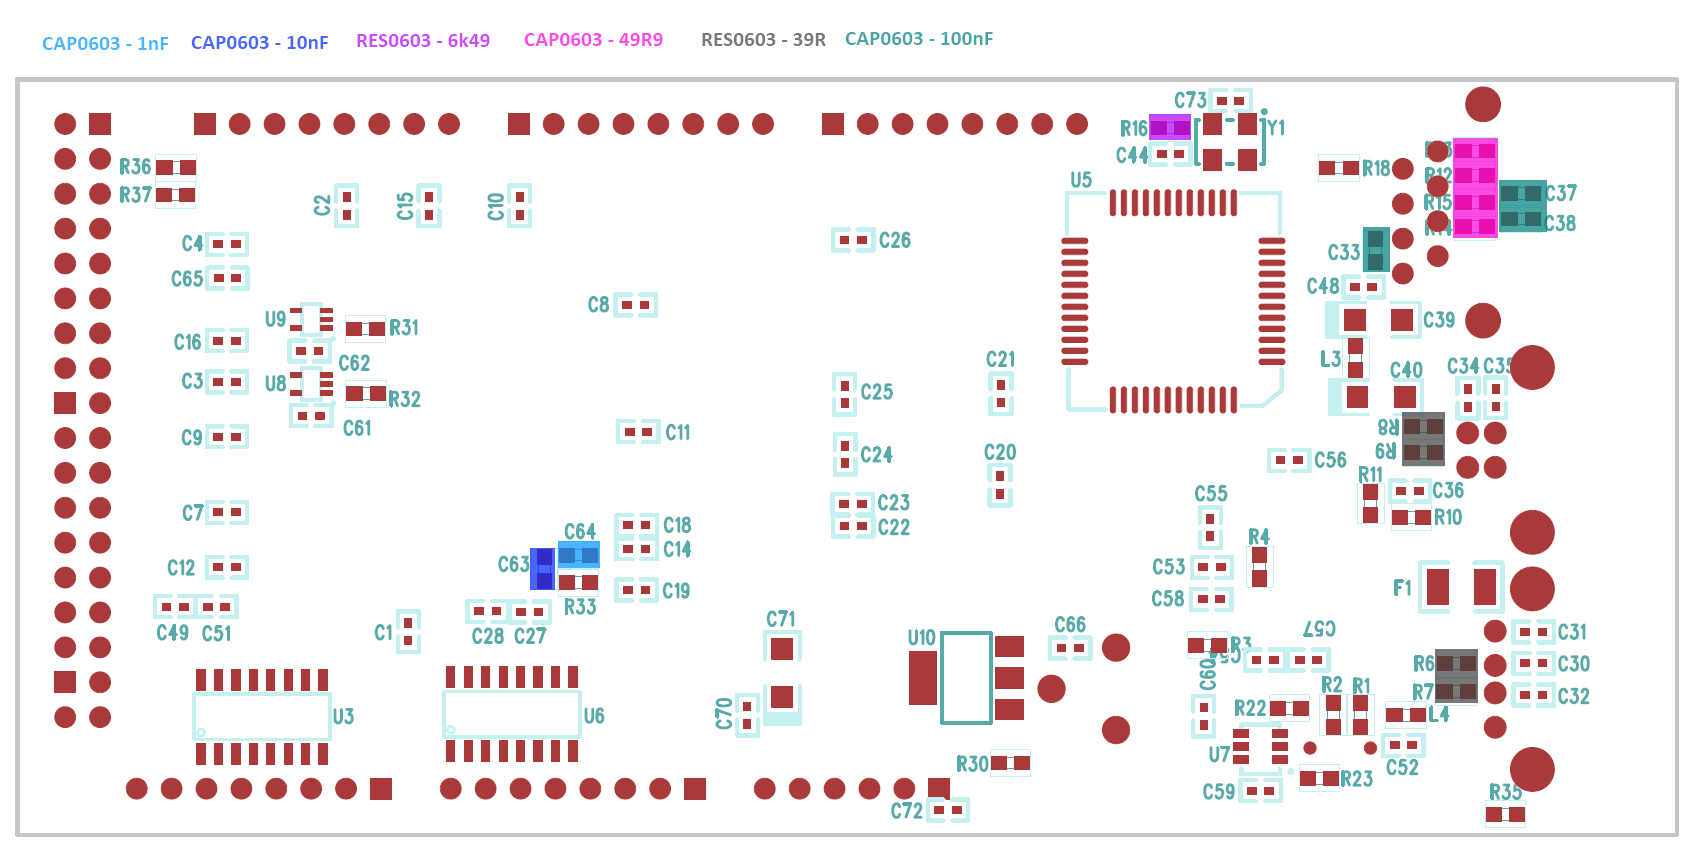 CAP0603 - 1nF CAP0603 - 10nF RES0603 - 6k49 CAP0603 - 49R9 RES0603 - 39R CAP0603 - 100nF
C73
R16 Y1
C44
R36 R18
R12
R37 C2 C15 C10 U5 R15 C37
C38
C4 C26 C33
C65 C48
U9 R31 C8 C39
C16 C62 L3
C3 U8 R32 C25 C21 C40 C34 C35
C9 C61 C11 R8
C24 C20 C56 R9
R11 C36
C7 C23 C55 R10
C18 C22
C64 C14 R4
C12 C63 C53
R33 C19 C58 F1
C49 C51 C1 C28 C27 C71 U10 C66 C57 C31
R3
C60 R6 C30
R7 C32
U3 U6 C70 R22 R2 R1 L4
R30 U7 C52
R23
C72 C59 R35